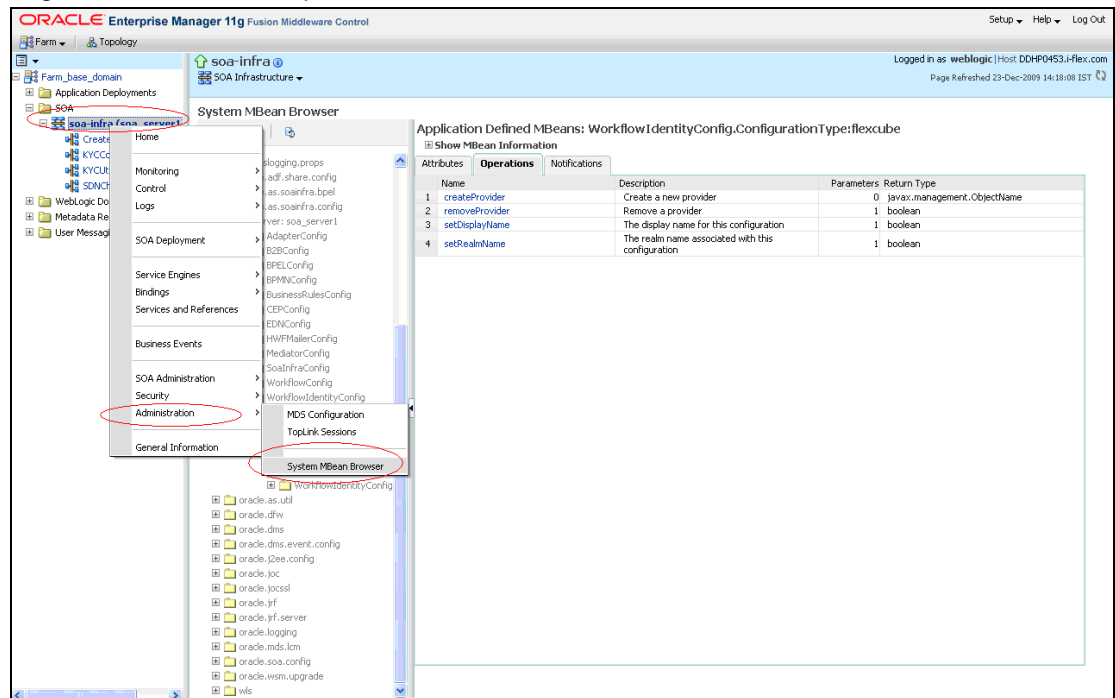 ORACLE Enterprise Manager 11g Fusion Middleware Control
Setup Help Log Out
Farm Topology
Farm_base_domain
Application Deployments
SOA
soa-infra (soa_server1
Create
KYCCo
KYCUt
SDNCh
WebLogic Do
Metadata Re
User Messagi
soa-infra
SOA Infrastructure
Logged in as weblogic|Host DDHP0453.i-flex.com
Page Refreshed 23-Dec-2009 14:18:08 IST
System MBean Browser
Home
Monitoring
Control
Logs
SOA Deployment
Service Engines
Bindings
Services and References
Business Events
SOA Administration
Security
Administration
General Information
MDS Configuration
TopLink Sessions
System MBean Browser
slogging.props
.adf.share.config
.as.soainfra.bpel
.as.soainfra.config
rver: soa_server1
AdapterConfig
B2BConfig
BPELConfig
BPMNConfig
BusinessRulesConfig
CEPConfig
EDNConfig
HWFMailerConfig
MediatorConfig
SoaInfraConfig
WorkflowConfig
WorkflowIdentityConfig
WorkflowIdentityConfig
oracle.as.util
oracle.dfw
oracle.dms
oracle.dms.event.config
oracle.j2ee.config
oracle.joc
oracle.jocssl
oracle.jrf
oracle.jrf.server
oracle.logging
oracle.mds.lcm
oracle.soa.config
oracle.wsm.upgrade
wls
Application Defined MBeans: WorkflowIdentityConfig.ConfigurationType:flexcube
Show MBean Information
Attributes Operations Notifications
Name Description Parameters Return Type
1 createProvider Create a new provider 0 javax.management.ObjectName
2 removeProvider Remove a provider 1 boolean
3 setDisplayName The display name for this configuration 1 boolean
4 setRealmName The realm name associated with this configuration 1 boolean